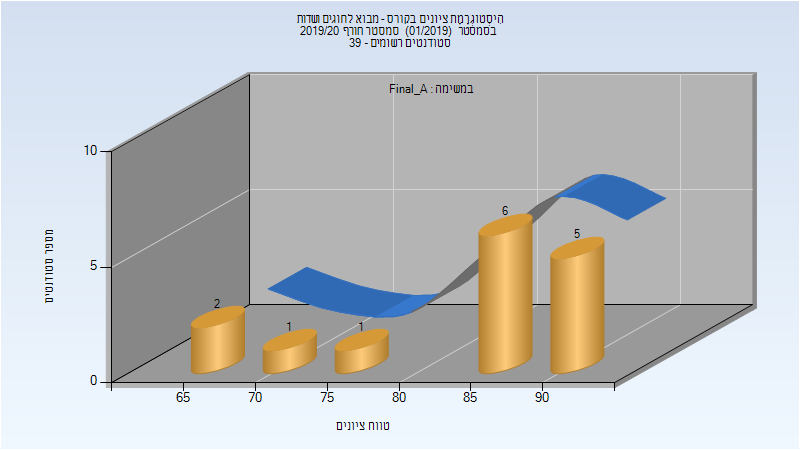 היסטוגרמת ציונים בקורס - מבוא לחוגים ושדות
בסמסטר (01/2019) סמסטר חורף 2019/20
סטודנטים רשומים - 39
במשימה : Final_A
10
5
0
מספר סטודנטים
2
1
1
6
5
65
70
75
80
85
90
טווח ציונים